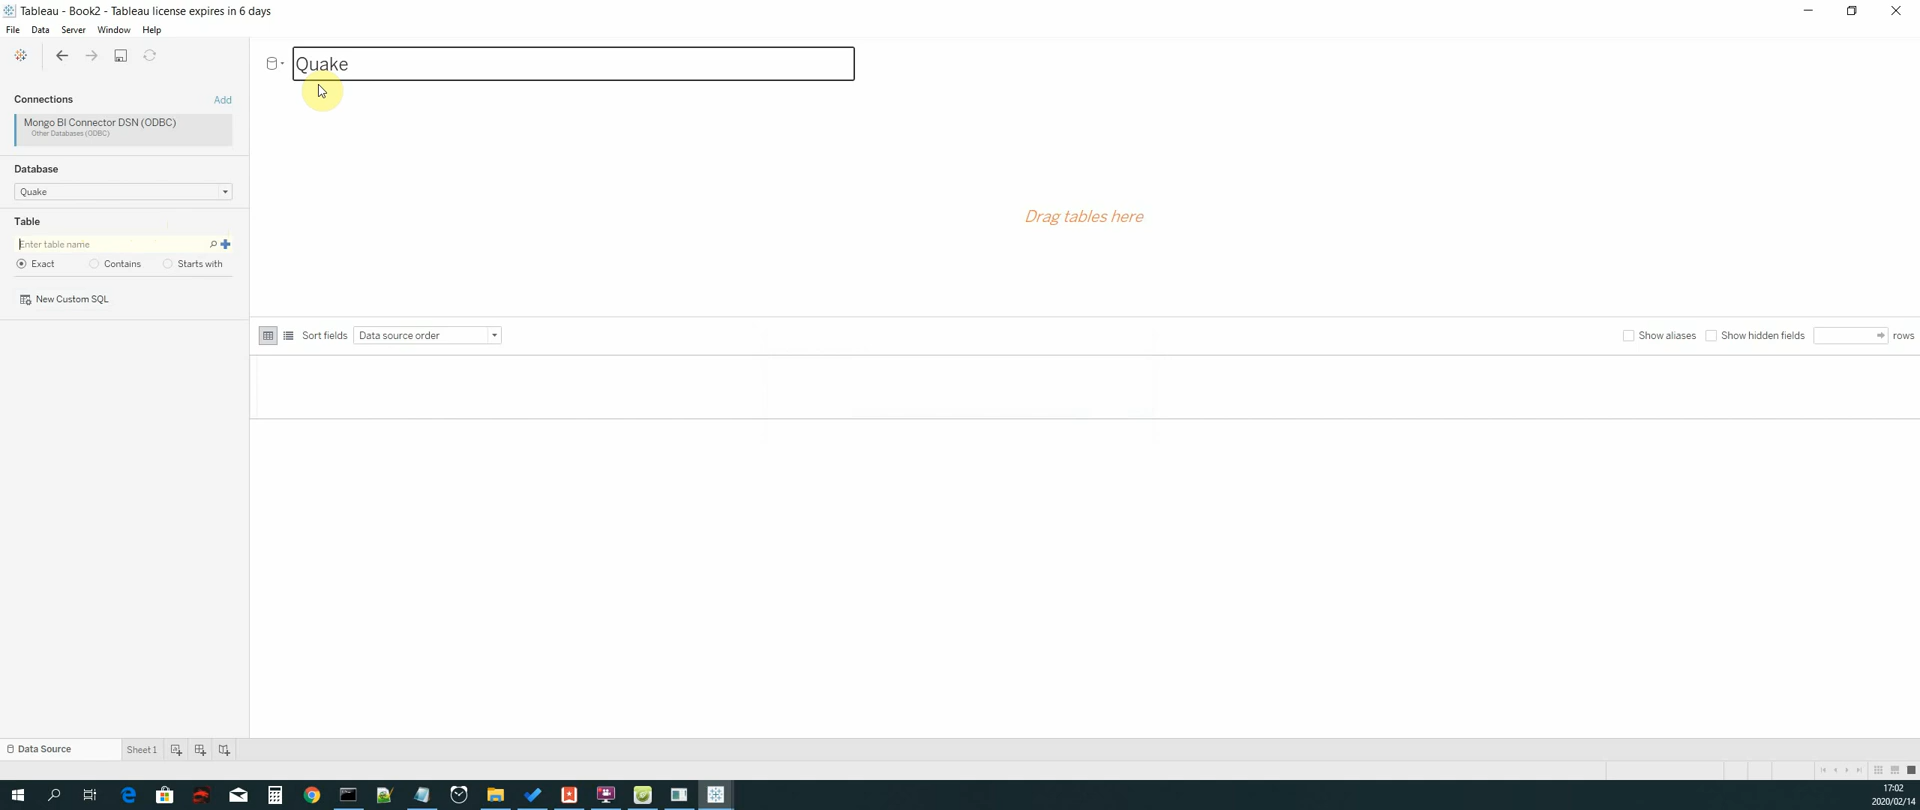 Tableau - Book2 - Tableau license expires in 6 days
File Data Server Window Help
Quake
Connections Add
Mongo BI Connector DSN (ODBC)
Other Databases (ODBC)
Database
Quake
Table
Enter table name
Exact Contains Starts with
New Custom SQL
Drag tables here
Sort fields Data source order Show aliases Show hidden fields rows
Data Source Sheet 1
17:02
2020/02/14